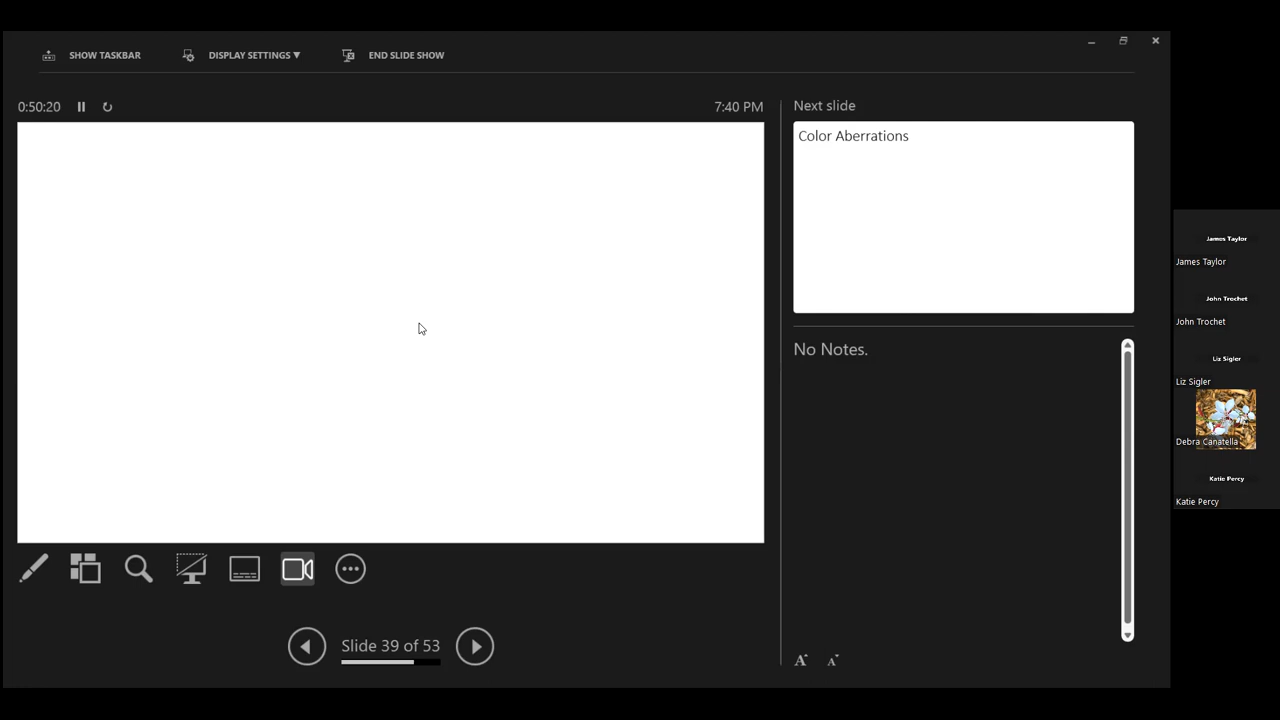 SHOW TASKBAR
DISPLAY SETTINGS ▼
END SLIDE SHOW
0:50:20
7:40 PM
Next slide
Color Aberrations
No Notes.
Slide 39 of 53
A
A
James Taylor
James Taylor
John Trochet
John Trochet
Liz Sigler
Liz Sigler
Debra Canatella
Katie Percy
Katie Percy